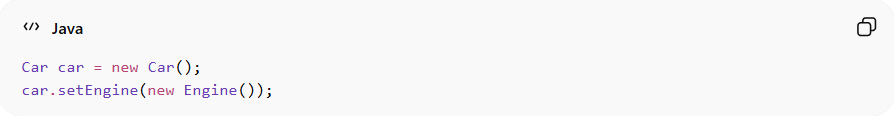 </> Java
Car car = new Car();
car.setEngine(new Engine());